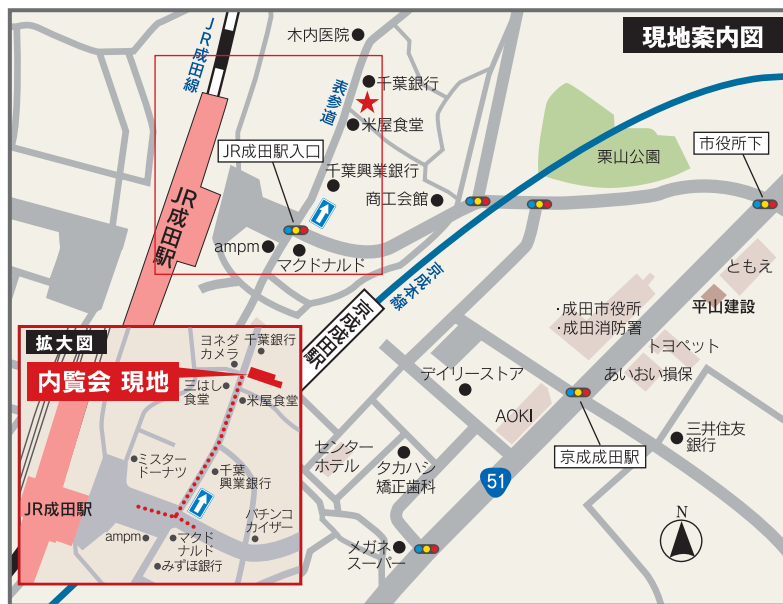 現地案内図
JR成田線
木内医院
千葉銀行
表参道
米屋食堂
JR成田駅入口
千葉興業銀行
商工会館
栗山公園
市役所下
JR成田駅
ampm
マクドナルド
京成本線
京成成田駅
ともえ
平山建設
・成田市役所
・成田消防署
トヨペット
あいおい損保
デイリーストア
AOKI
三井住友
銀行
京成成田駅
センター
ホテル
タカハシ
矯正歯科
51
メガネ
スーパー
N
拡大図
ヨネダ
カメラ
千葉銀行
内覧会 現地
三はし
食堂
米屋食堂
ミスター
ドーナツ
千葉
興業銀行
JR成田駅
パチンコ
カイザー
ampm
マクド
ナルド
みずほ銀行